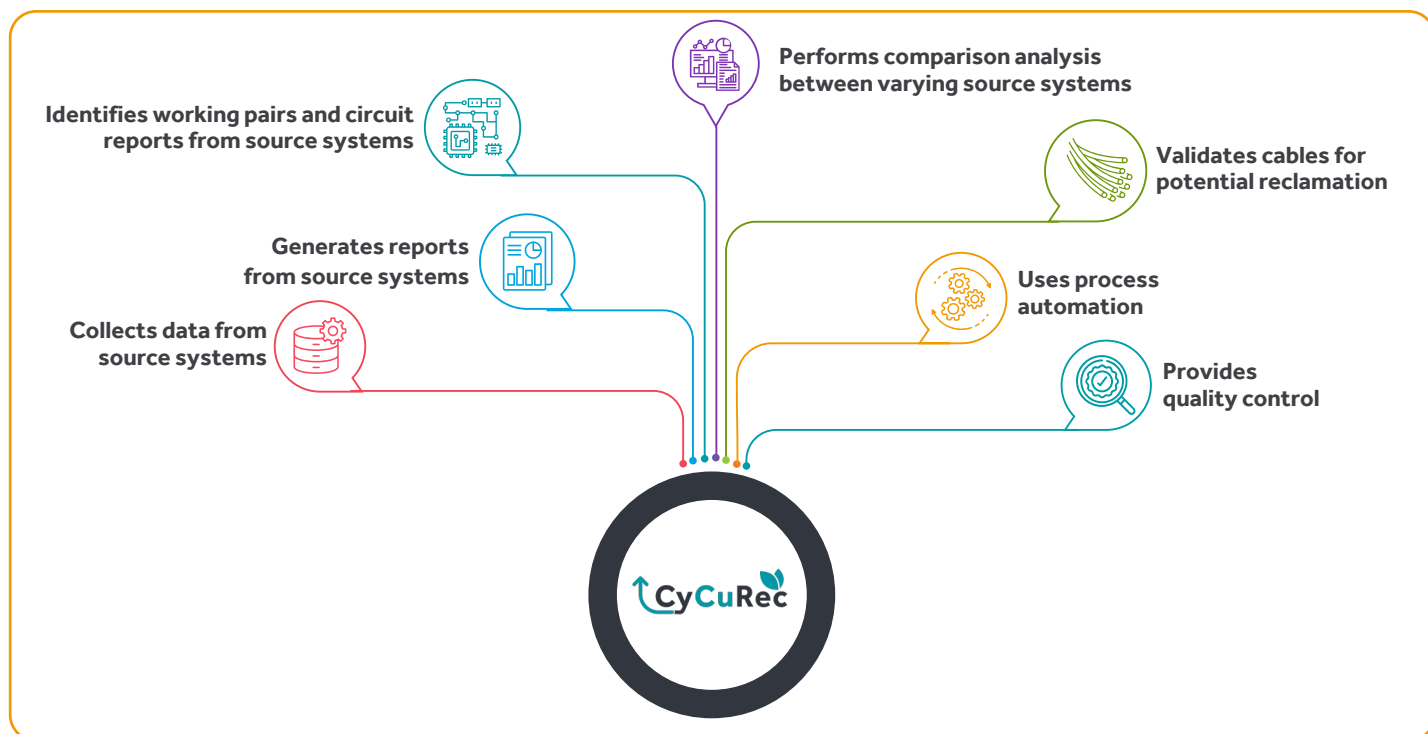 Performs comparison analysis
between varying source systems
Identifies working pairs and circuit
reports from source systems
Validates cables for
potential reclamation
Generates reports
from source systems
Uses process
automation
Collects data from
source systems
Provides
quality control
CyCuRec